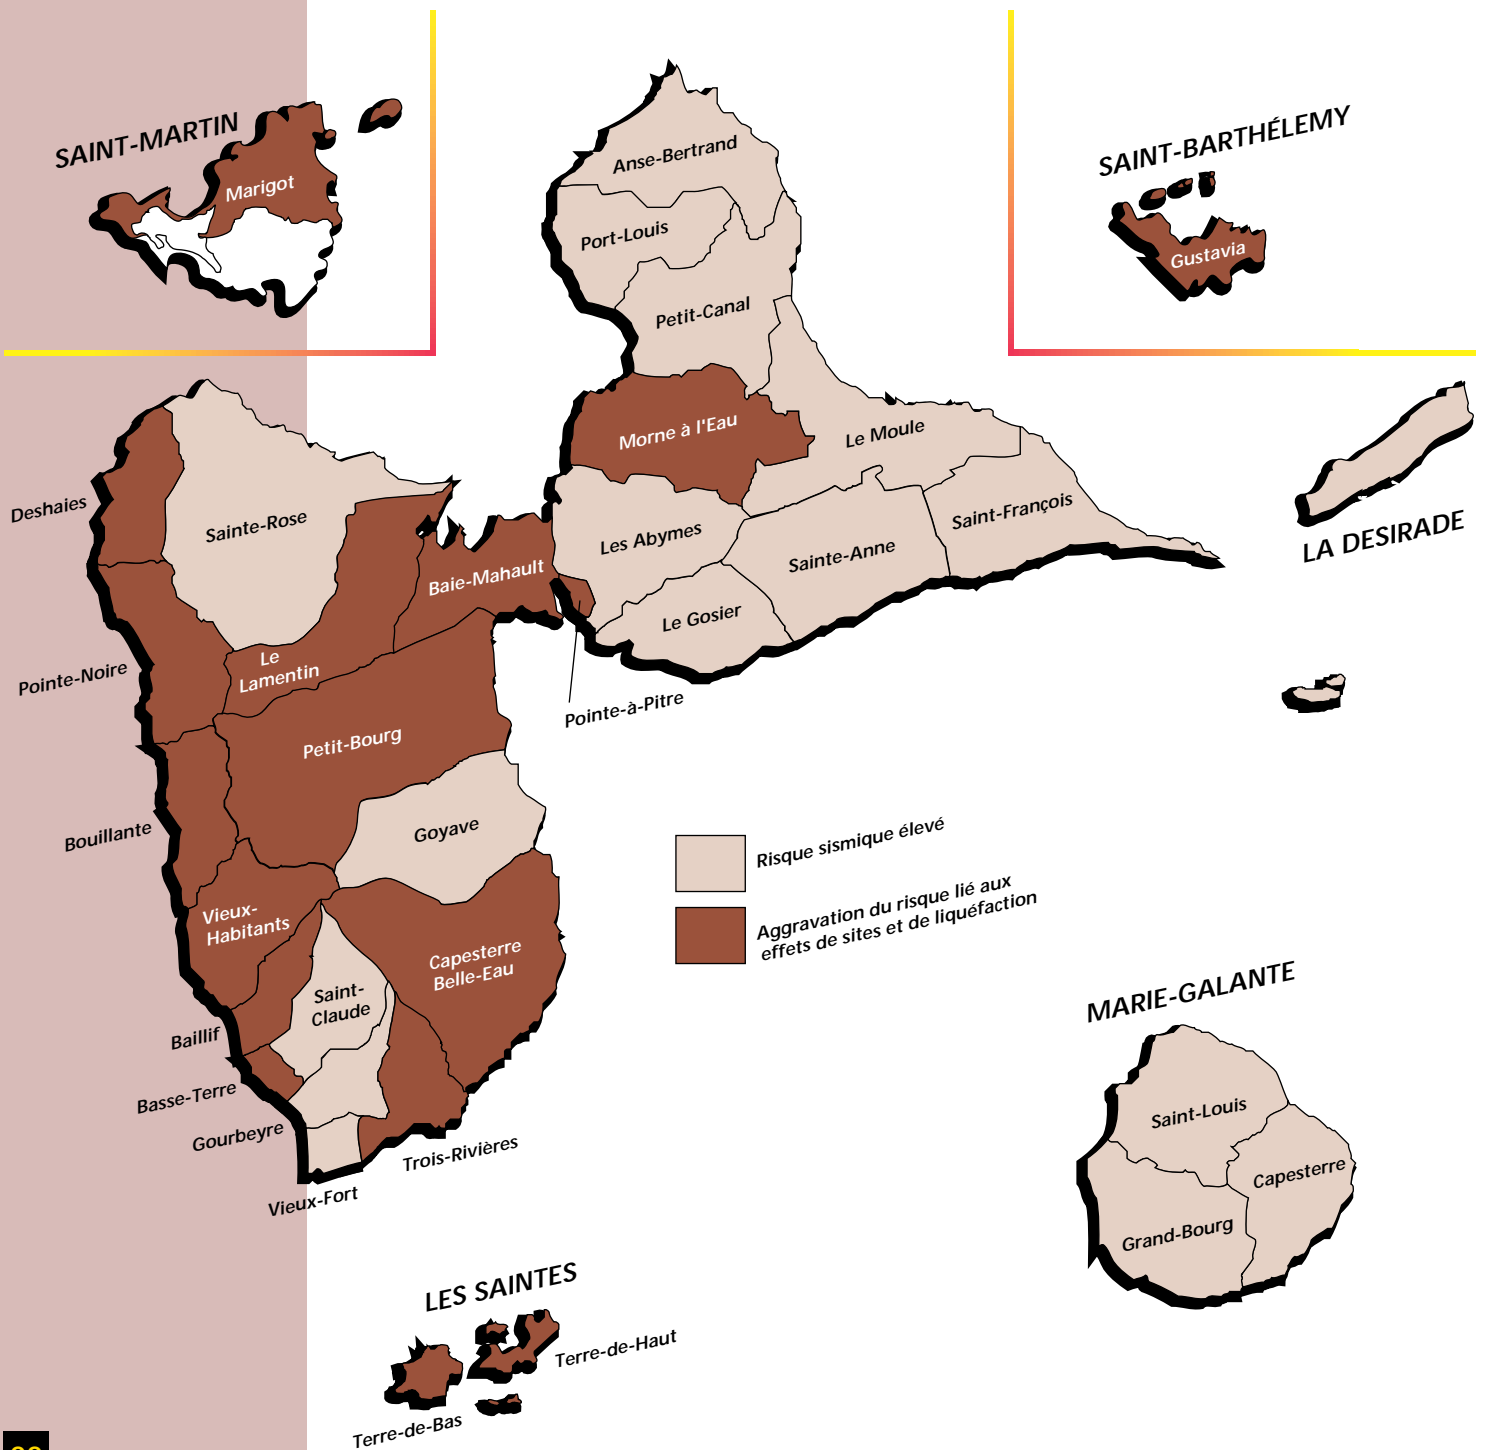 SAINT-MARTIN
Marigot
SAINT-BARTHÉLEMY
Gustavia
Anse-Bertrand
Port-Louis
Petit-Canal
Morne à l'Eau
Le Moule
Les Abymes
Sainte-Anne
Saint-François
Le Gosier
Pointe-à-Pitre
LA DESIRADE
Deshaies
Sainte-Rose
Baie-Mahault
Pointe-Noire
Le
Lamentin
Petit-Bourg
Bouillante
Goyave
Vieux-
Habitants
Capesterre
Belle-Eau
Saint-
Claude
Baillif
Basse-Terre
Gourbeyre
Trois-Rivières
Vieux-Fort
Risque sismique élevé
Aggravation du risque lié aux
effets de sites et de liquéfaction
MARIE-GALANTE
Saint-Louis
Capesterre
Grand-Bourg
LES SAINTES
Terre-de-Haut
Terre-de-Bas